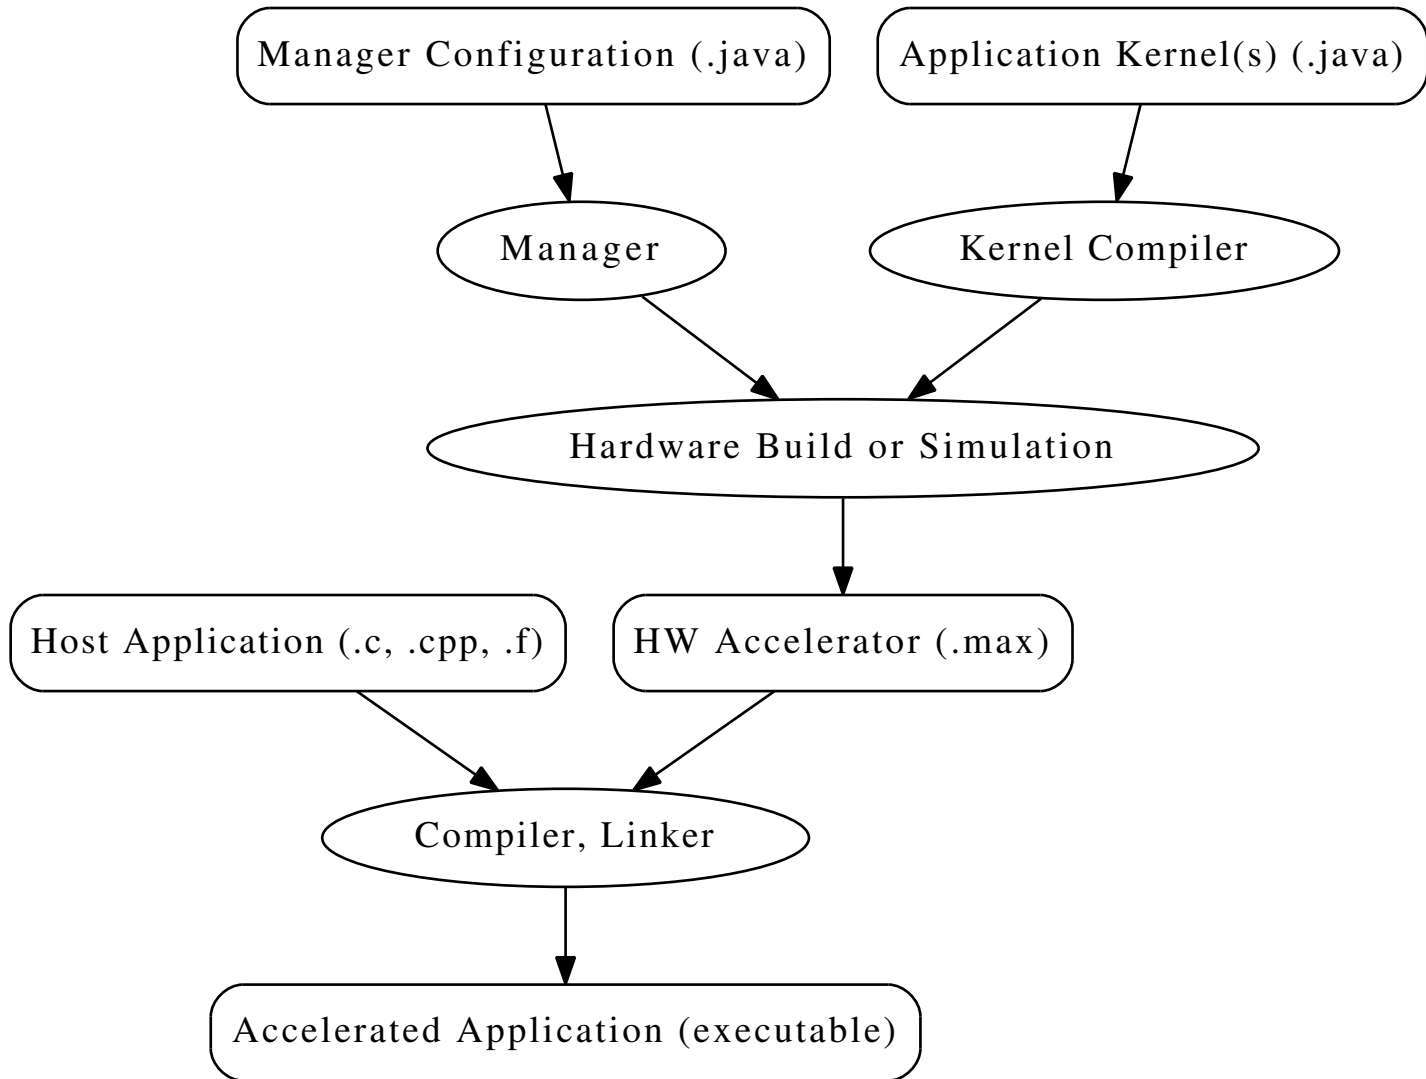 Manager Configuration (.java)
Application Kernel(s) (.java)
Manager
Kernel Compiler
Hardware Build or Simulation
Host Application (.c, .cpp, .f)
HW Accelerator (.max)
Compiler, Linker
Accelerated Application (executable)